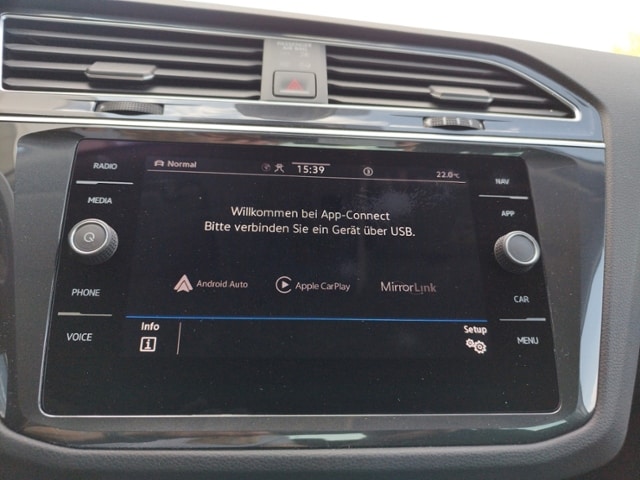 RADIO
MEDIA
PHONE
VOICE
Normal
15:39
22.0°C
Willkommen bei App-Connect
Bitte verbinden Sie ein Gerät über USB.
Android Auto
Apple CarPlay
MirrorLink
Info
Setup
NAV
APP
CAR
MENU